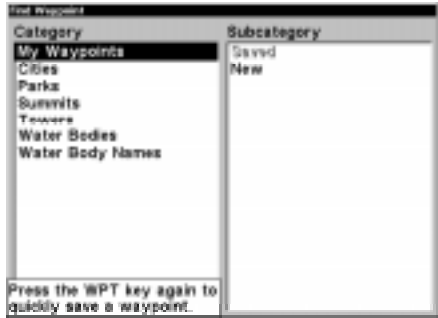 Find Waypoint
Category
My Waypoints
Cities
Parks
Summits
Towers
Water Bodies
Water Body Names
Press the WPT key again to
quickly save a waypoint.
Subcategory
Saved
New